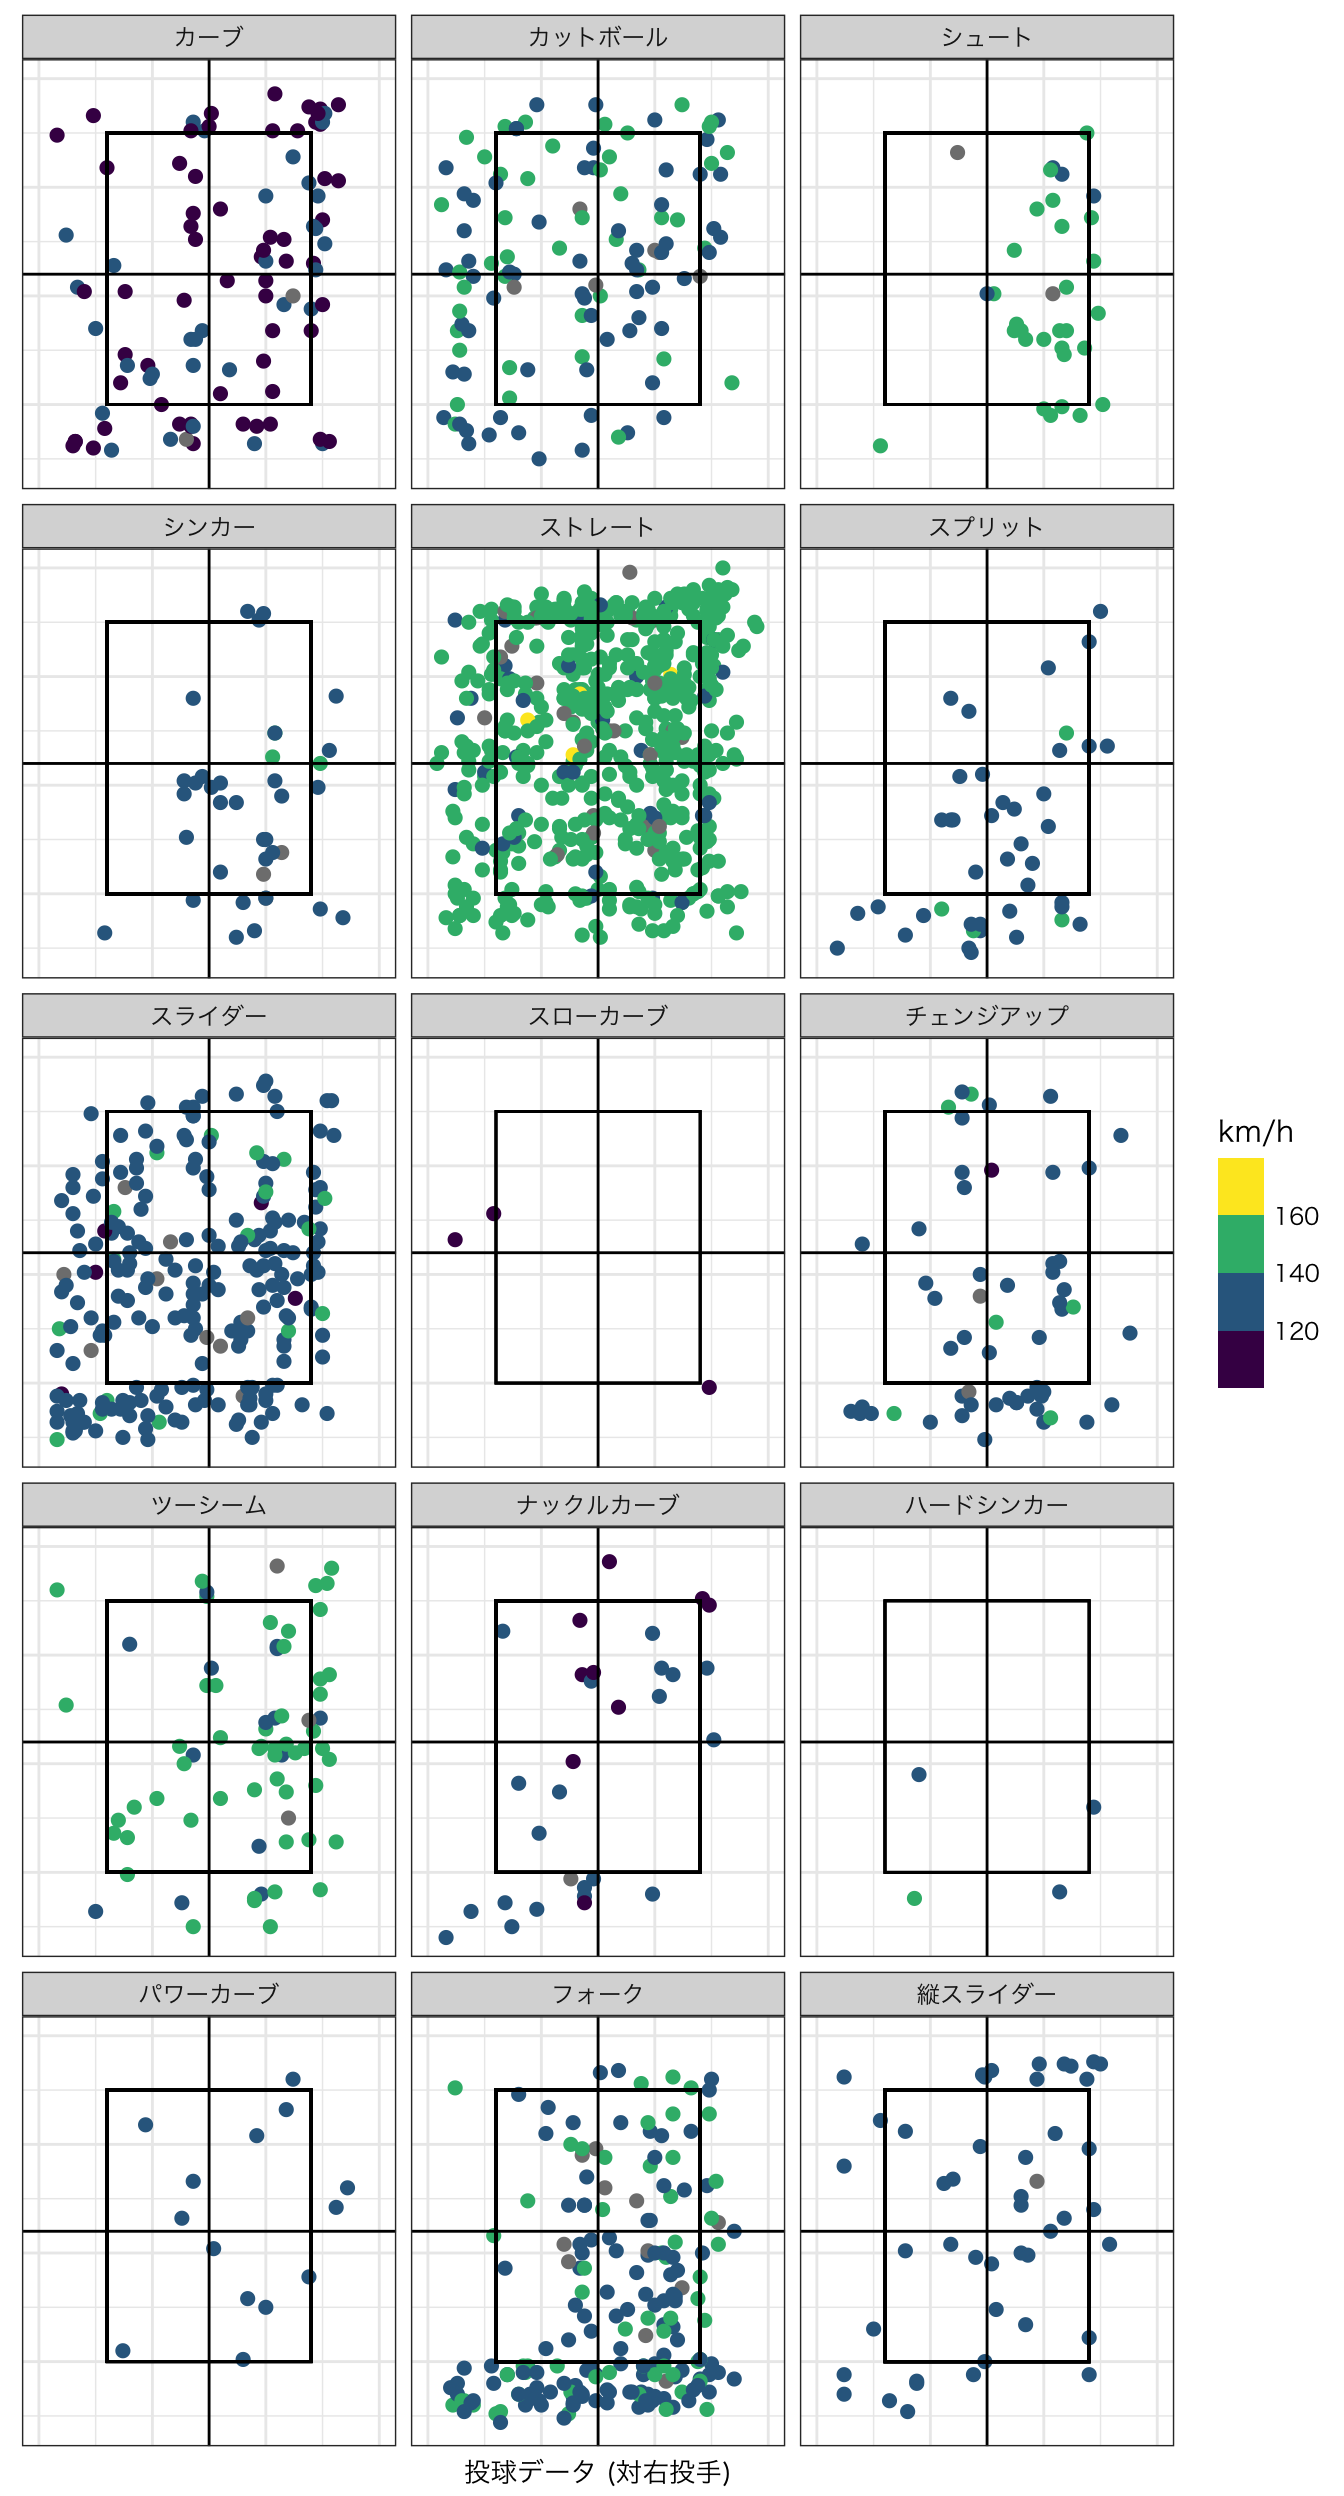 カーブ
カットボール
シュート
シンカー
ストレート
スプリット
スライダー
スローカーブ
チェンジアップ
km/h
160
140
120
ツーシーム
ナックルカーブ
ハードシンカー
パワーカーブ
フォーク
縦スライダー
投球データ (対右投手)